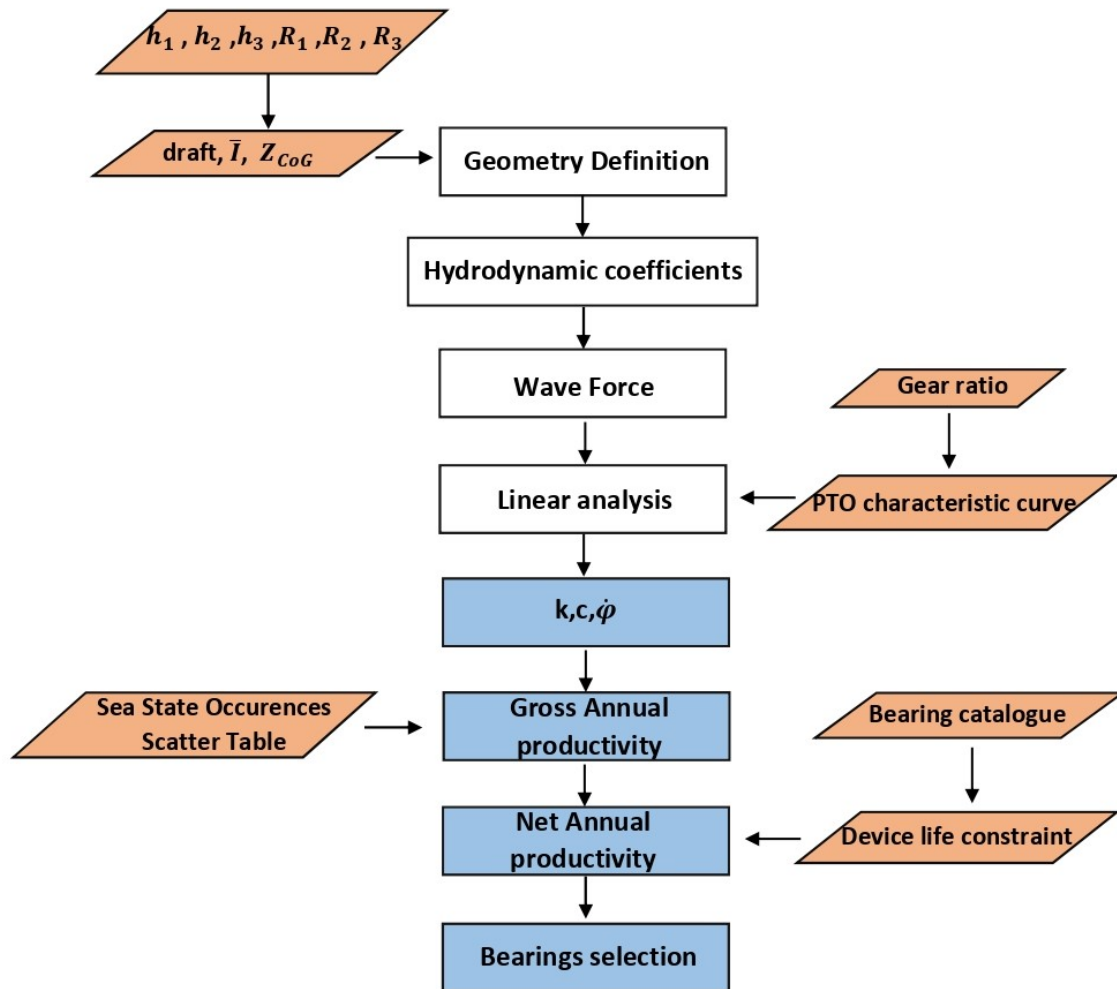 h₁ , h₂ ,h₃ ,R₁ ,R₂ , R₃
draft, Ī, Z_CoG
Geometry Definition
Hydrodynamic coefficients
Wave Force
Gear ratio
Linear analysis
PTO characteristic curve
k,c,φ̇
Sea State Occurences
Scatter Table
Gross Annual
productivity
Bearing catalogue
Net Annual
productivity
Device life constraint
Bearings selection